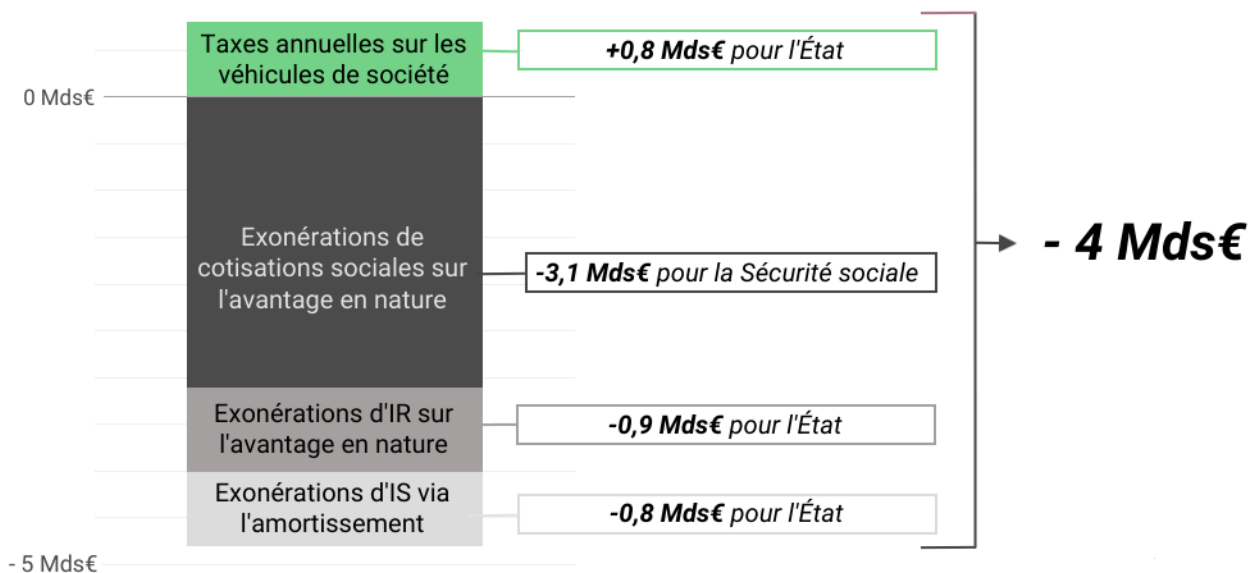 Taxes annuelles sur les
véhicules de société
+0,8 Mds€ pour l'État
0 Mds€
Exonérations de
cotisations sociales sur
l'avantage en nature
-3,1 Mds€ pour la Sécurité sociale
- 4 Mds€
Exonérations d'IR sur
l'avantage en nature
-0,9 Mds€ pour l'État
Exonérations d'IS via
l'amortissement
-0,8 Mds€ pour l'État
- 5 Mds€